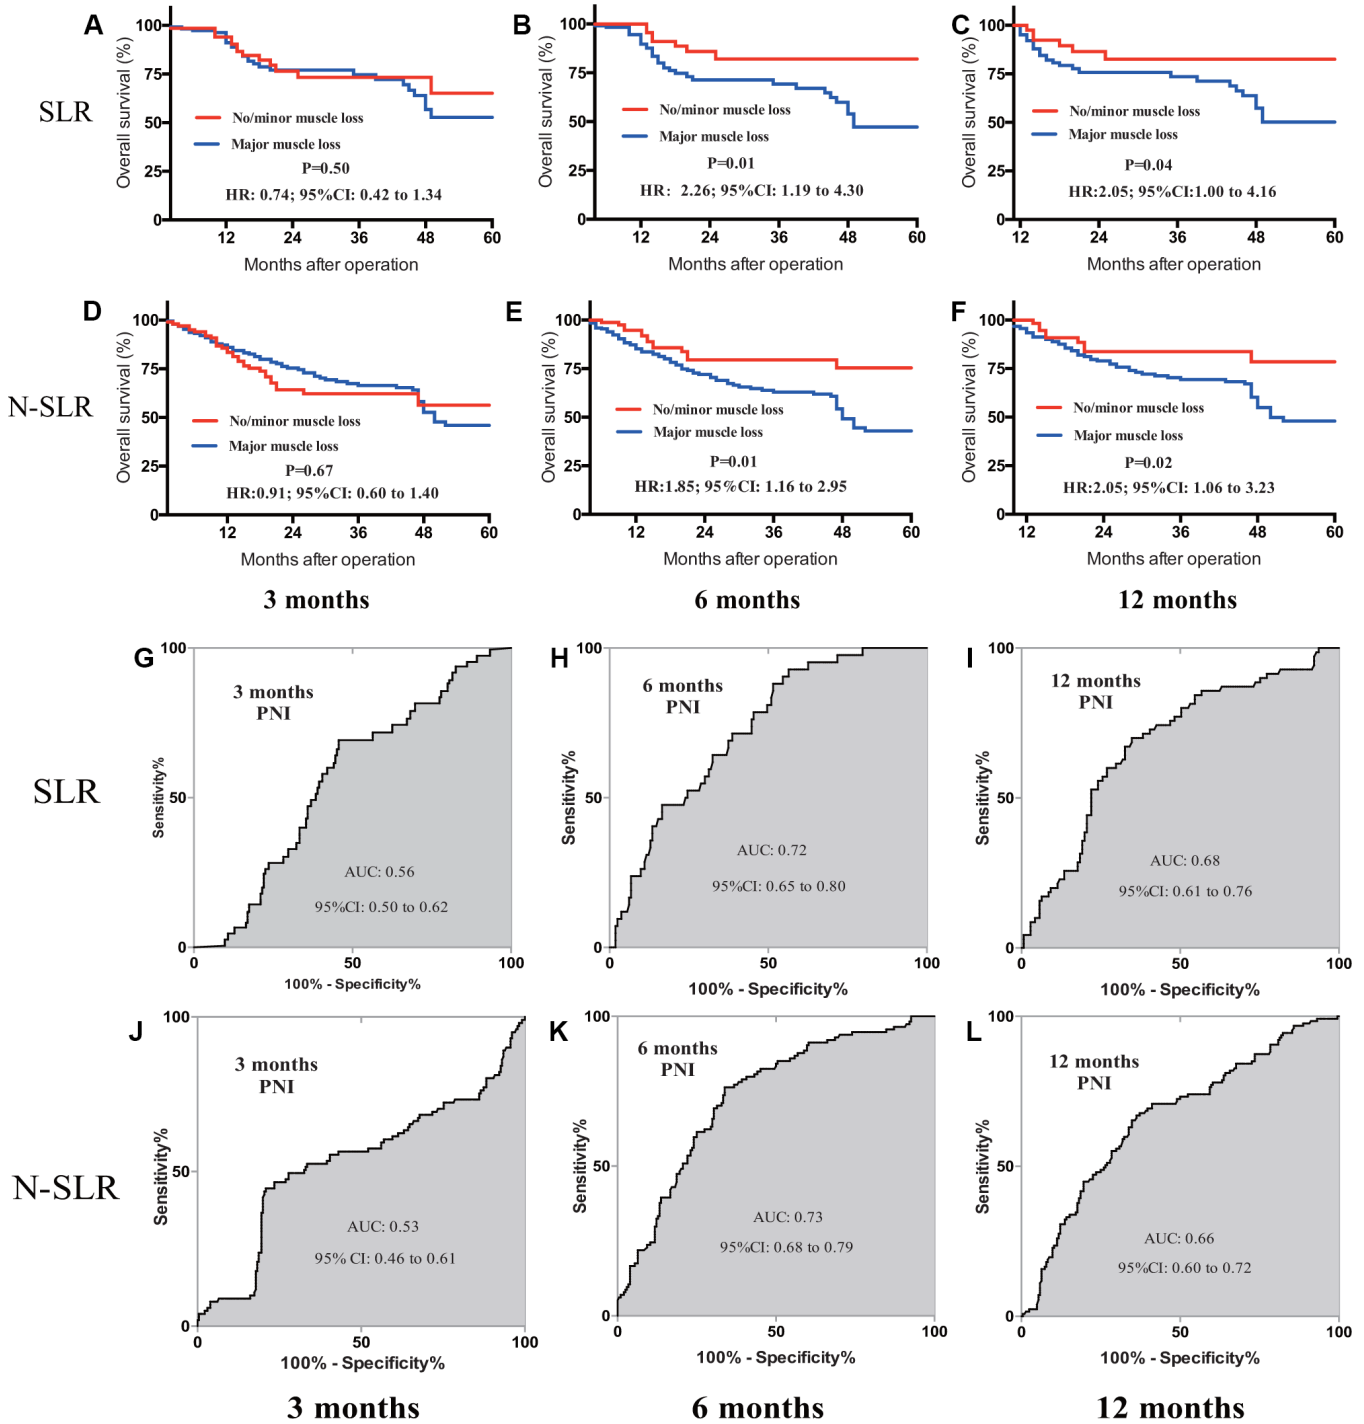 A
Overall survival (%)
100
75
50
25
0
12 24 36 48 60
Months after operation
No/minor muscle loss
Major muscle loss
P=0.50
HR: 0.74; 95%CI: 0.42 to 1.34
B
Overall survival (%)
100
75
50
25
0
12 24 36 48 60
Months after operation
No/minor muscle loss
Major muscle loss
P=0.01
HR: 2.26; 95%CI: 1.19 to 4.30
C
Overall survival (%)
100
75
50
25
0
12 24 36 48 60
Months after operation
No/minor muscle loss
Major muscle loss
P=0.04
HR:2.05; 95%CI:1.00 to 4.16
SLR
D
Overall survival (%)
100
75
50
25
0
12 24 36 48 60
Months after operation
No/minor muscle loss
Major muscle loss
P=0.67
HR:0.91; 95%CI: 0.60 to 1.40
E
Overall survival (%)
100
75
50
25
0
12 24 36 48 60
Months after operation
No/minor muscle loss
Major muscle loss
P=0.01
HR:1.85; 95%CI: 1.16 to 2.95
F
Overall survival (%)
100
75
50
25
0
12 24 36 48 60
Months after operation
No/minor muscle loss
Major muscle loss
P=0.02
HR:2.05; 95%CI: 1.06 to 3.23
N-SLR
3 months
6 months
12 months
G
Sensitivity%
100
50
0
0 50 100
100% - Specificity%
3 months
PNI
AUC: 0.56
95%CI: 0.50 to 0.62
H
Sensitivity%
100
50
0
0 50 100
100% - Specificity%
6 months
PNI
AUC: 0.72
95%CI: 0.65 to 0.80
I
Sensitivity%
100
50
0
0 50 100
100% - Specificity%
12 months
PNI
AUC: 0.68
95%CI: 0.61 to 0.76
SLR
J
Sensitivity%
100
50
0
0 50 100
100% - Specificity%
3 months
PNI
AUC: 0.53
95% CI: 0.46 to 0.61
K
Sensitivity%
100
50
0
0 50 100
100% - Specificity%
6 months
PNI
AUC: 0.73
95%CI: 0.68 to 0.79
L
Sensitivity%
100
50
0
0 50 100
100% - Specificity%
12 months
PNI
AUC: 0.66
95%CI: 0.60 to 0.72
N-SLR
3 months
6 months
12 months